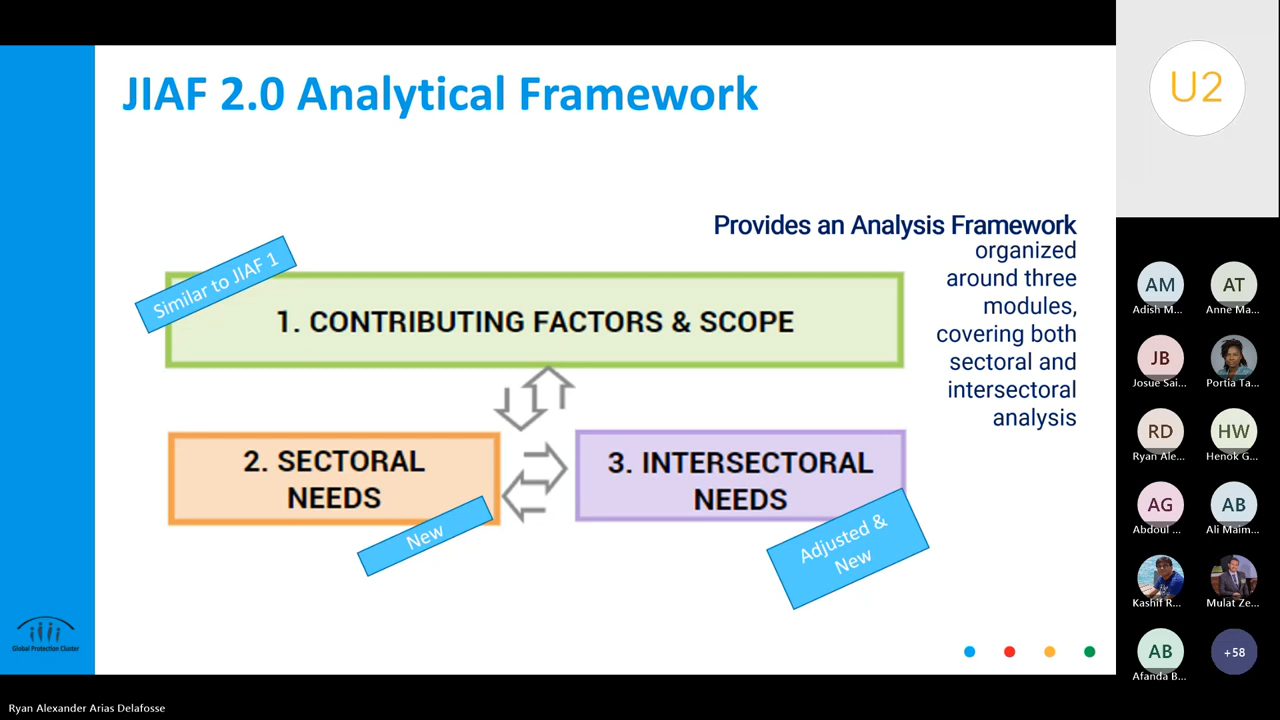 JIAF 2.0 Analytical Framework
Provides an Analysis Framework
organized
around three
modules,
covering both
sectoral and
intersectoral
analysis
Similar to JIAF 1
1. CONTRIBUTING FACTORS & SCOPE
2. SECTORAL
NEEDS
New
3. INTERSECTORAL
NEEDS
Adjusted &
New
Global Protection Cluster
U2
AM
Adish M...
AT
Anne Ma...
JB
Josue Sai...
Portia Ta...
RD
Ryan Ale...
HW
Henok G...
AG
Abdoul ...
AB
Ali Maim...
Kashif R...
Mulat Ze...
AB
Afanda B...
+58
Ryan Alexander Arias Delafosse